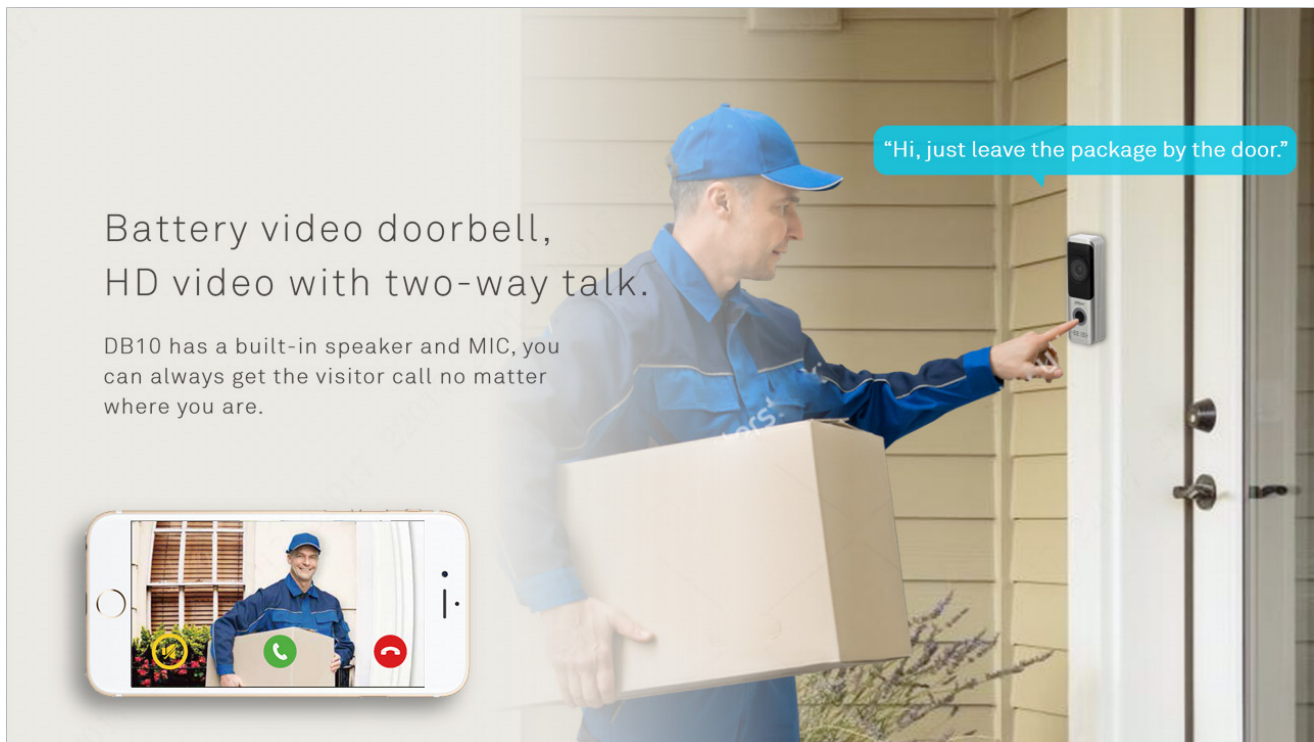 “Hi, just leave the package by the door.”
Battery video doorbell,
HD video with two-way talk.
DB10 has a built-in speaker and MIC, you
can always get the visitor call no matter
where you are.